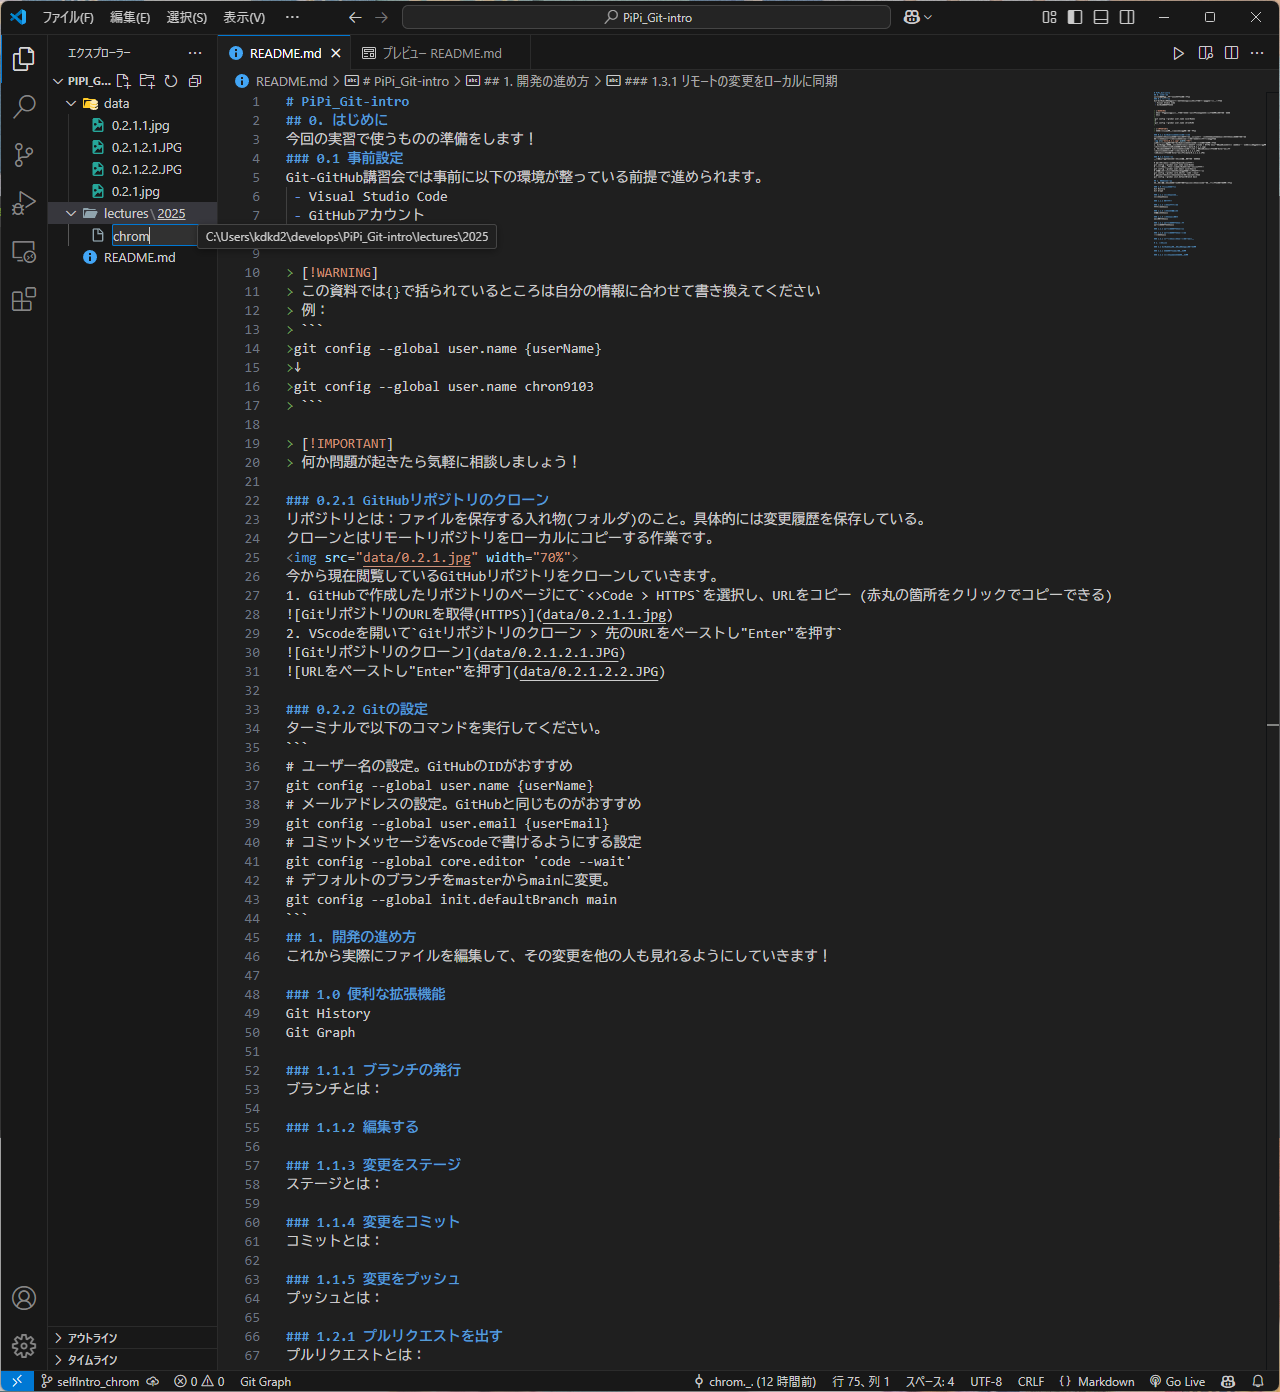 ファイル(F) 編集(E) 選択(S) 表示(V) ··· PiPi_Git-intro
エクスプローラー ···
README.md
プレビュー README.md
PIPI_G...
README.md > # PiPi_Git-intro > ## 1. 開発の進め方 > ### 1.3.1 リモートの変更をローカルに同期
data
0.2.1.1.jpg
0.2.1.2.1.JPG
0.2.1.2.2.JPG
0.2.1.jpg
lectures\2025
chrom
C:\Users\kdkd2\develops\PiPi_Git-intro\lectures\2025
README.md
1 # PiPi_Git-intro
2 ## 0. はじめに
3 今回の実習で使うものの準備をします！
4 ### 0.1 事前設定
5 Git-GitHub講習会では事前に以下の環境が整っている前提で進められます。
6 - Visual Studio Code
7 - GitHubアカウント
9
10 > [!WARNING]
11 > この資料では{}で括られているところは自分の情報に合わせて書き換えてください
12 > 例：
13 > ```
14 >git config --global user.name {userName}
15 >↓
16 >git config --global user.name chron9103
17 > ```
18
19 > [!IMPORTANT]
20 > 何か問題が起きたら気軽に相談しましょう！
21
22 ### 0.2.1 GitHubリポジトリのクローン
23 リポジトリとは：ファイルを保存する入れ物(フォルダ)のこと。具体的には変更履歴を保存している。
24 クローンとはリモートリポジトリをローカルにコピーする作業です。
25 <img src="data/0.2.1.jpg" width="70%">
26 今から現在閲覧しているGitHubリポジトリをクローンしていきます。
27 1. GitHubで作成したリポジトリのページにて`<>Code > HTTPS`を選択し、URLをコピー (赤丸の箇所をクリックでコピーできる)
28 ![GitリポジトリのURLを取得(HTTPS)](data/0.2.1.1.jpg)
29 2. VScodeを開いて`Gitリポジトリのクローン > 先のURLをペーストし"Enter"を押す`
30 ![Gitリポジトリのクローン](data/0.2.1.2.1.JPG)
31 ![URLをペーストし"Enter"を押す](data/0.2.1.2.2.JPG)
32
33 ### 0.2.2 Gitの設定
34 ターミナルで以下のコマンドを実行してください。
35 ```
36 # ユーザー名の設定。GitHubのIDがおすすめ
37 git config --global user.name {userName}
38 # メールアドレスの設定。GitHubと同じものがおすすめ
39 git config --global user.email {userEmail}
40 # コミットメッセージをVScodeで書けるようにする設定
41 git config --global core.editor 'code --wait'
42 # デフォルトのブランチをmasterからmainに変更。
43 git config --global init.defaultBranch main
44 ```
45 ## 1. 開発の進め方
46 これから実際にファイルを編集して、その変更を他の人も見れるようにしていきます！
47
48 ### 1.0 便利な拡張機能
49 Git History
50 Git Graph
51
52 ### 1.1.1 ブランチの発行
53 ブランチとは：
54
55 ### 1.1.2 編集する
56
57 ### 1.1.3 変更をステージ
58 ステージとは：
59
60 ### 1.1.4 変更をコミット
61 コミットとは：
62
63 ### 1.1.5 変更をプッシュ
64 プッシュとは：
65
66 ### 1.2.1 プルリクエストを出す
67 プルリクエストとは：
アウトライン
タイムライン
selfIntro_chrom 0 0 Git Graph chrom._. (12 時間前) 行 75、列 1 スペース: 4 UTF-8 CRLF {} Markdown Go Live